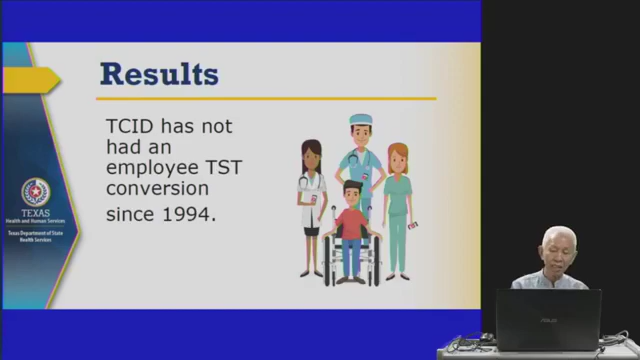 Results
TCID has not
had an
employee TST
conversion
since 1994.
TEXAS
Health and Human Services
Texas Department of State
Health Services
ASUS